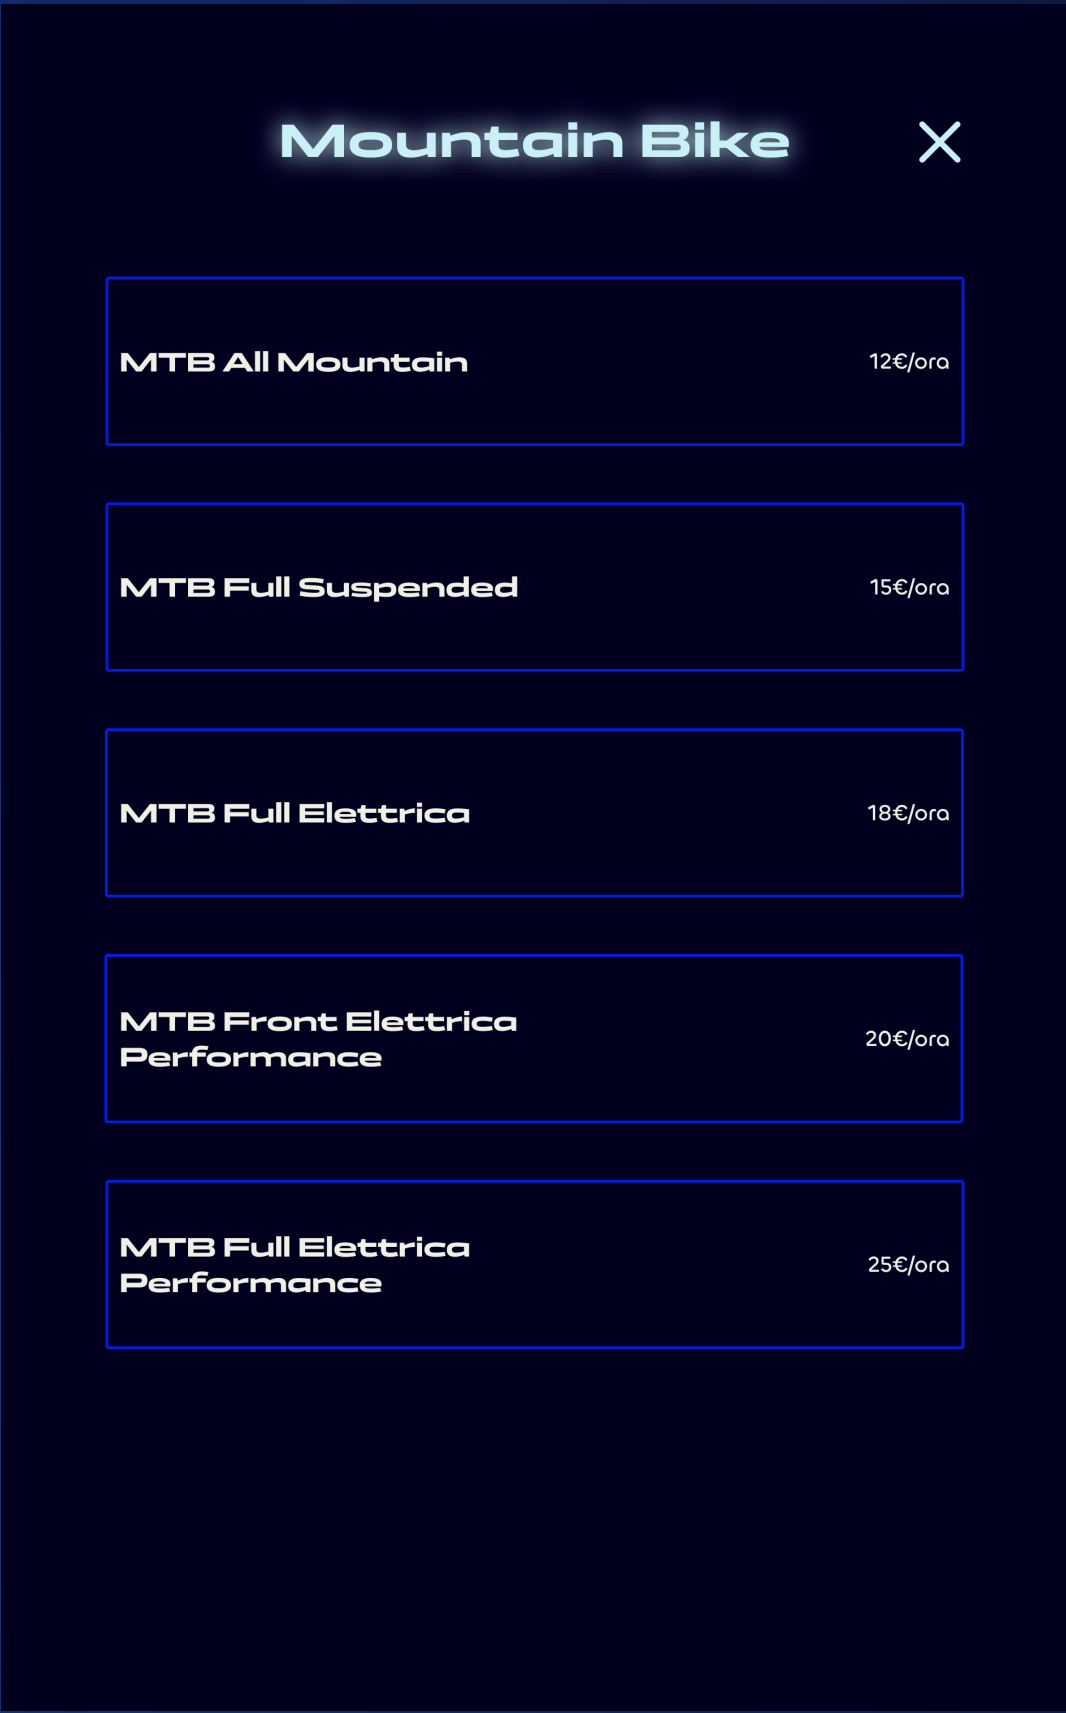 Mountain Bike
MTB All Mountain
12€/ora
MTB Full Suspended
15€/ora
MTB Full Elettrica
18€/ora
MTB Front Elettrica
Performance
20€/ora
MTB Full Elettrica
Performance
25€/ora